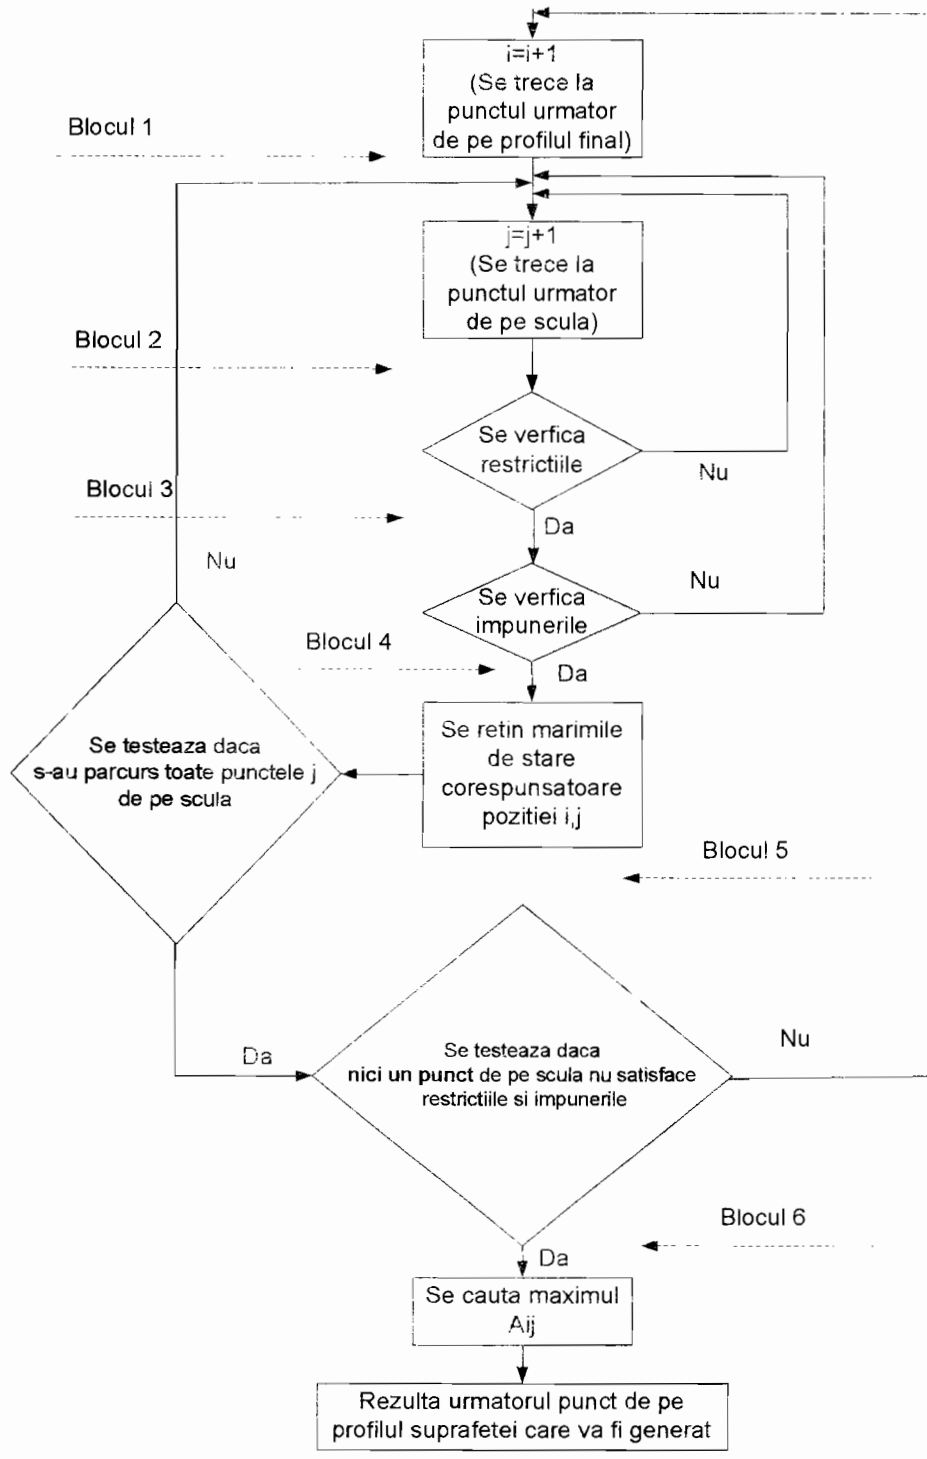 i=i+1
(Se trece la
punctul urmator
de pe profilul final)
Blocul 1
j=j+1
(Se trece la
punctul urmator
de pe scula)
Blocul 2
Se verfica
restrictiile
Nu
Blocul 3
Da
Nu
Se verfica
impunerile
Nu
Blocul 4
Da
Se retin marimile
de stare
corespunsatoare
pozitiei i,j
Se testeaza daca
s-au parcurs toate punctele j
de pe scula
Blocul 5
Da
Se testeaza daca
nici un punct de pe scula nu satisface
restrictiile si impunerile
Nu
Blocul 6
Da
Se cauta maximul
Aij
Rezulta urmatorul punct de pe
profilul suprafetei care va fi generat